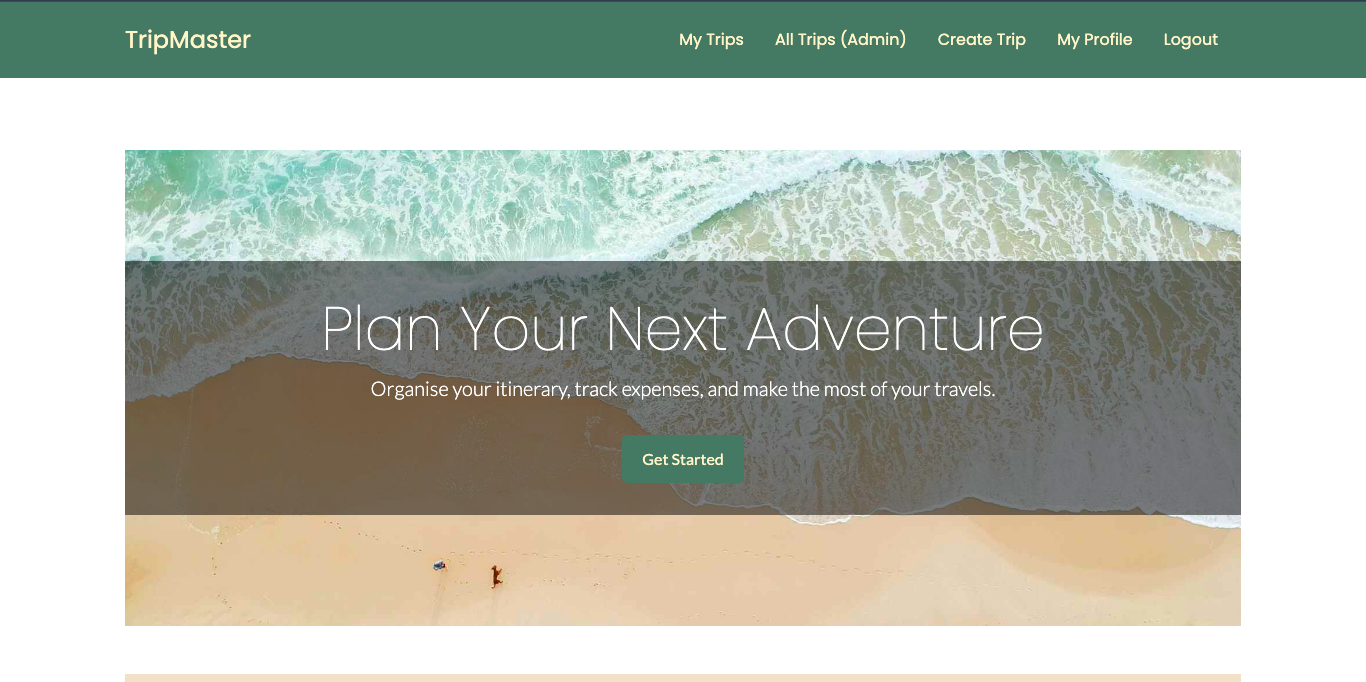 TripMaster
My Trips All Trips (Admin) Create Trip My Profile Logout
Plan Your Next Adventure
Organise your itinerary, track expenses, and make the most of your travels.
Get Started